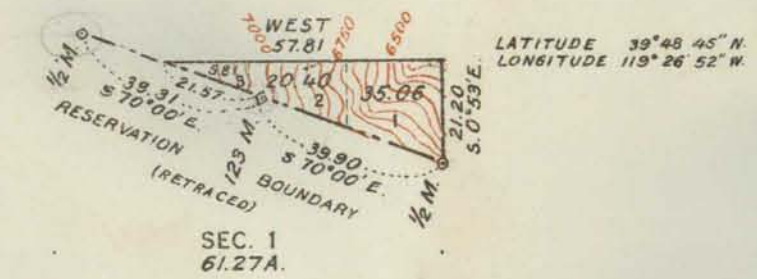 WEST
57.81
7000
6750
6500
LATITUDE 39°48'45" N.
LONGITUDE 119°26'52" W.
½ M.
39.31
S 70°00' E.
21.57
9.81
3
20.40
2
35.06
1
21.20
S. 0°53' E.
123 M.
39.90
S 70°00' E.
½ M.
RESERVATION
(RETRACED)
BOUNDARY
SEC. 1
61.27A.